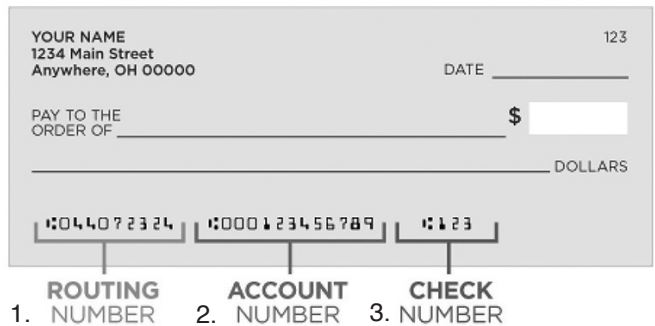 YOUR NAME 123
1234 Main Street
Anywhere, OH 00000
DATE
PAY TO THE
ORDER OF $
DOLLARS
⑆044072324 ⑆000123456789 ⑆123
ROUTING ACCOUNT CHECK
1. NUMBER 2. NUMBER 3. NUMBER